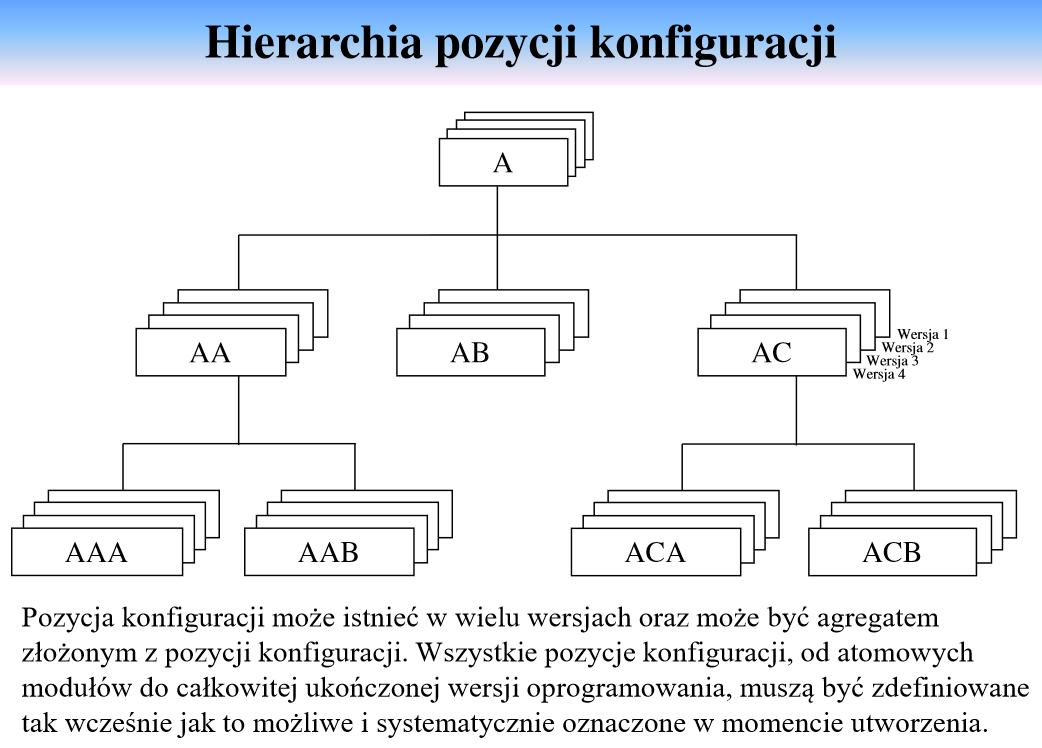 Hierarchia pozycji konfiguracji
A
AA
AB
AC
Wersja 1
Wersja 2
Wersja 3
Wersja 4
AAA
AAB
ACA
ACB
Pozycja konfiguracji może istnieć w wielu wersjach oraz może być agregatem
złożonym z pozycji konfiguracji. Wszystkie pozycje konfiguracji, od atomowych
modułów do całkowitej ukończonej wersji oprogramowania, muszą być zdefiniowane
tak wcześnie jak to możliwe i systematycznie oznaczone w momencie utworzenia.